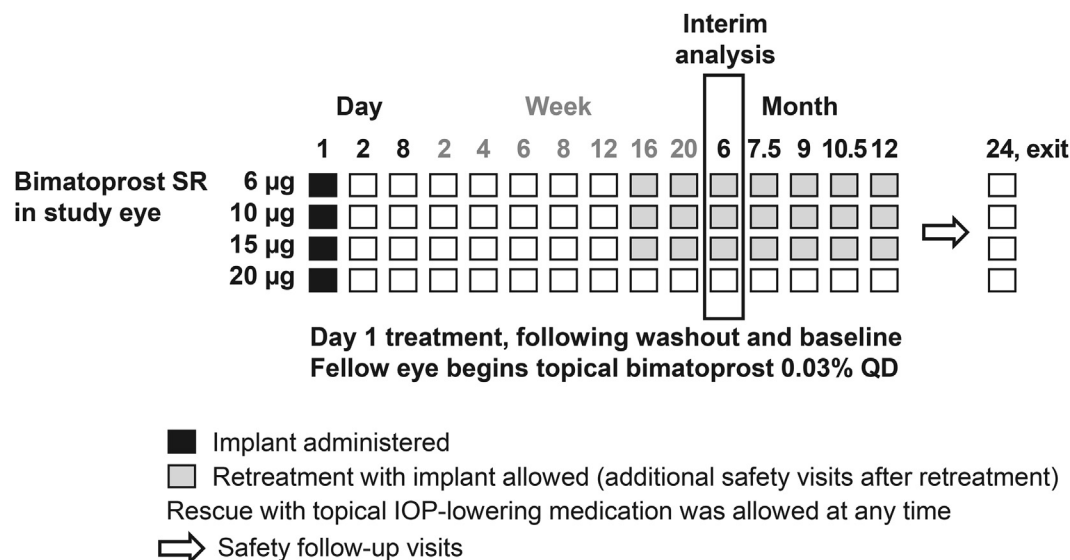 Interim
analysis
Day Week Month
1 2 8 2 4 6 8 12 16 20 6 7.5 9 10.5 12 24, exit
Bimatoprost SR
in study eye
6 µg
10 µg
15 µg
20 µg
Day 1 treatment, following washout and baseline
Fellow eye begins topical bimatoprost 0.03% QD
Implant administered
Retreatment with implant allowed (additional safety visits after retreatment)
Rescue with topical IOP-lowering medication was allowed at any time
Safety follow-up visits